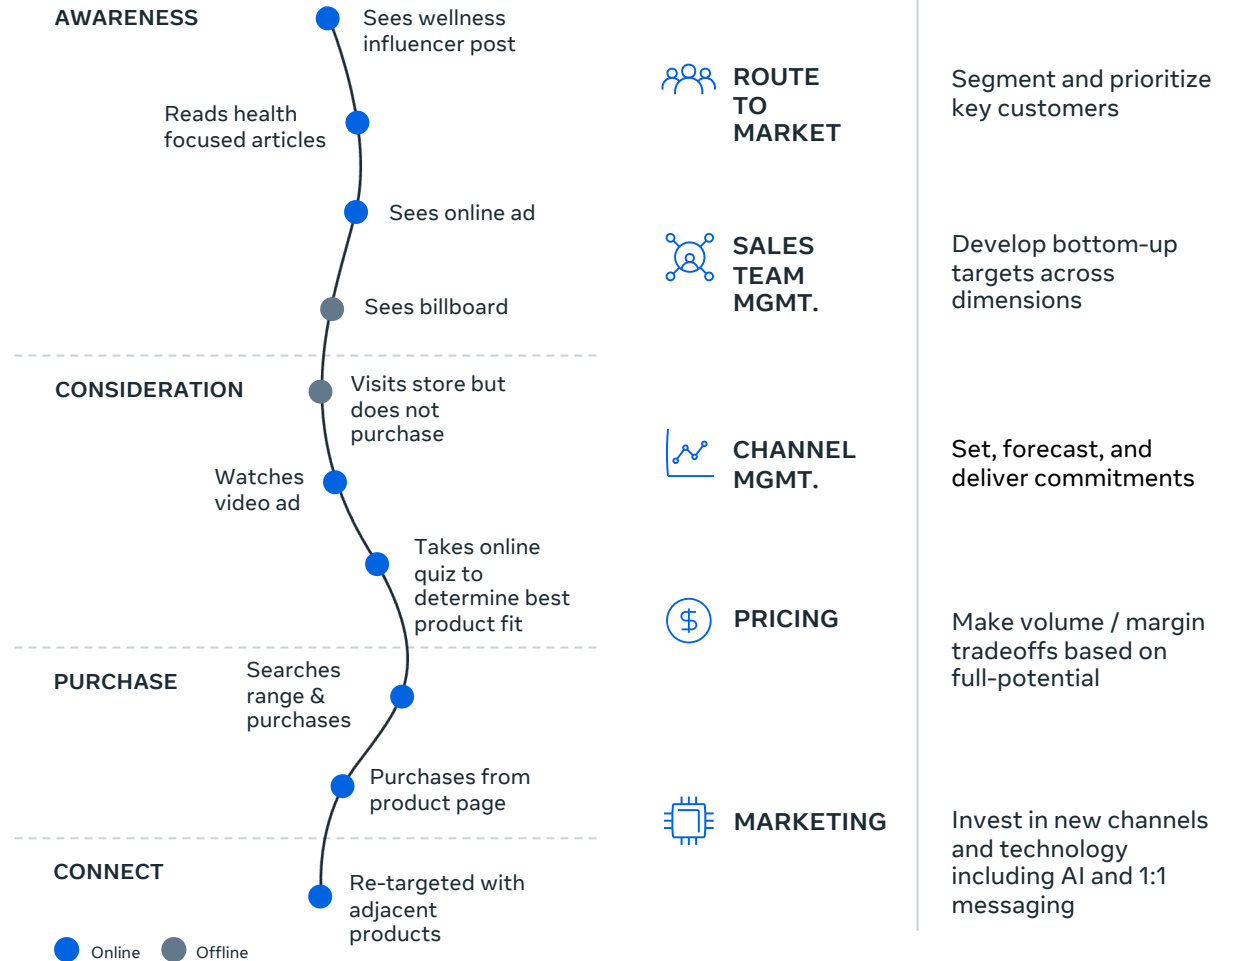 AWARENESS
Sees wellness
influencer post
Reads health
focused articles
Sees online ad
Sees billboard
CONSIDERATION
Visits store but
does not
purchase
Watches
video ad
Takes online
quiz to
determine best
product fit
PURCHASE
Searches
range &
purchases
Purchases from
product page
CONNECT
Re-targeted with
adjacent
products
Online
Offline
ROUTE
TO
MARKET
Segment and prioritize
key customers
SALES
TEAM
MGMT.
Develop bottom-up
targets across
dimensions
CHANNEL
MGMT.
Set, forecast, and
deliver commitments
$
PRICING
Make volume / margin
tradeoffs based on
full-potential
MARKETING
Invest in new channels
and technology
including AI and 1:1
messaging